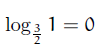 log_{3/2} 1 = 0